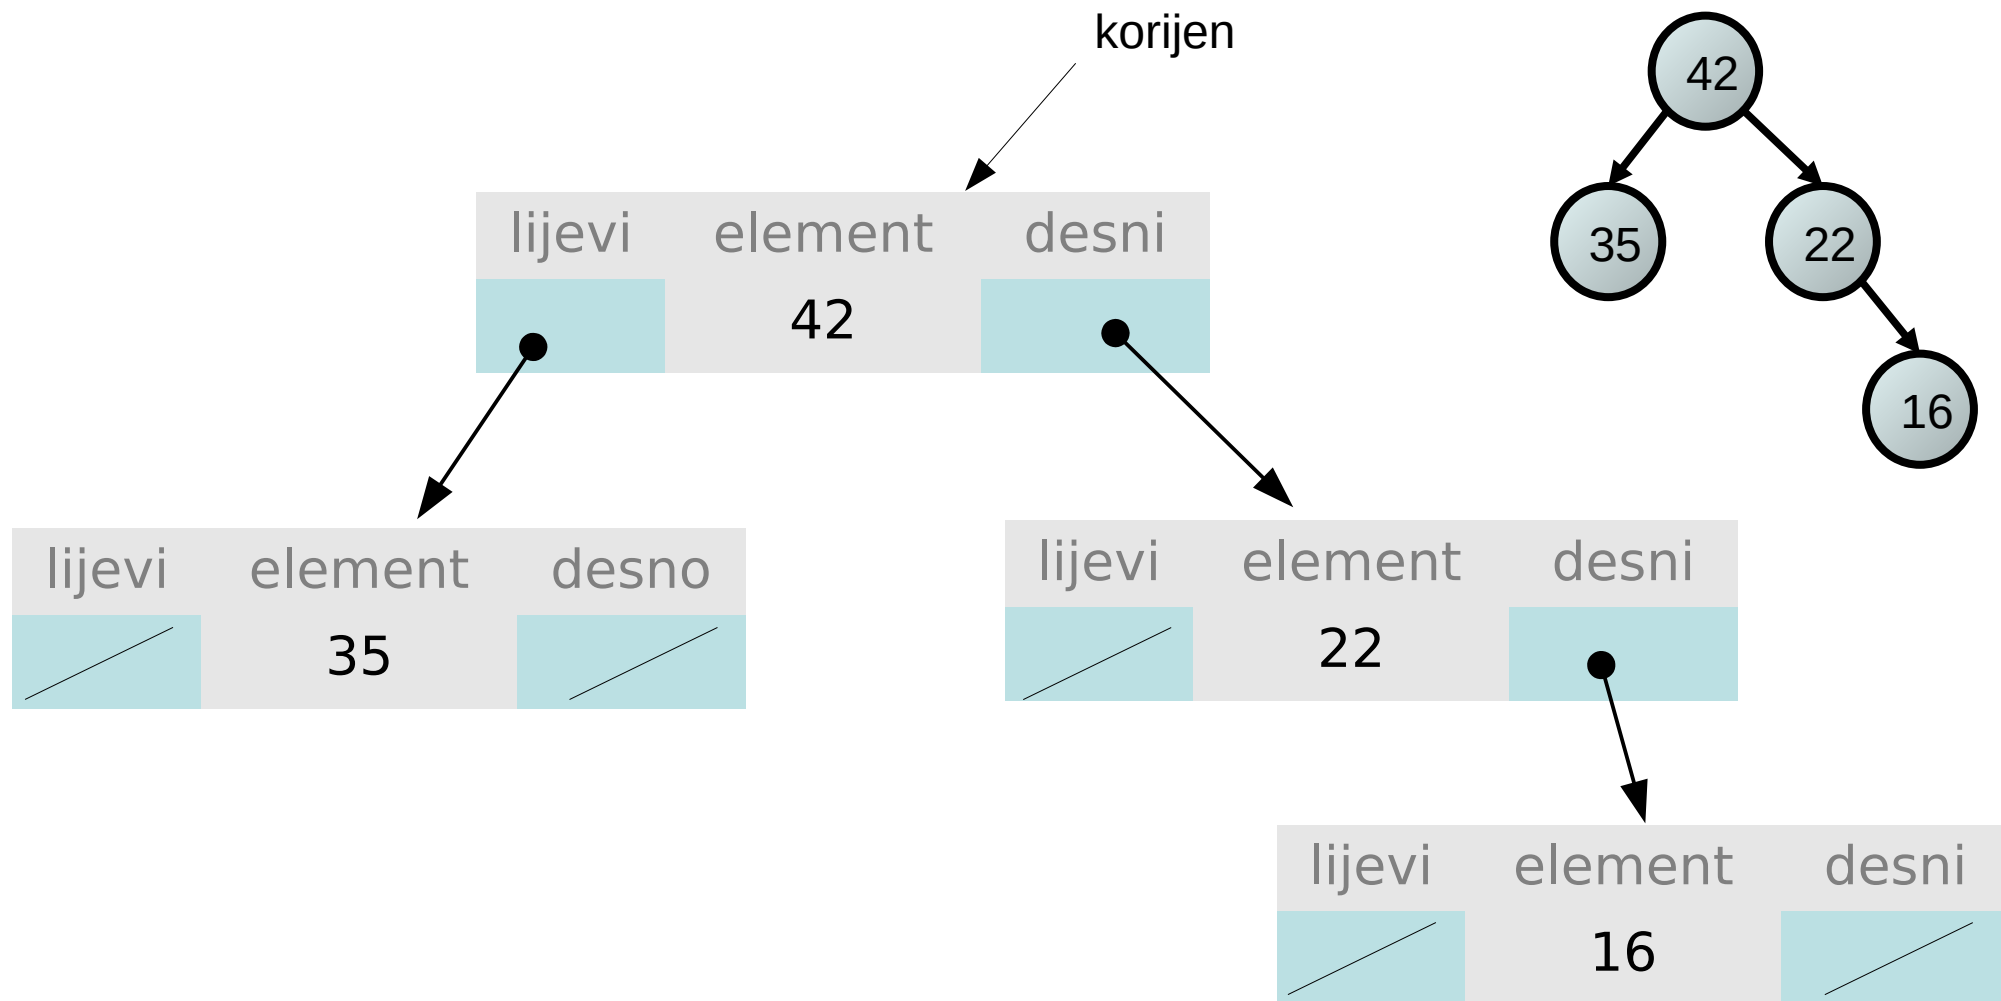 korijen
42
35
22
16
lijevi element desni
42
lijevi element desno
35
lijevi element desni
22
lijevi element desni
16